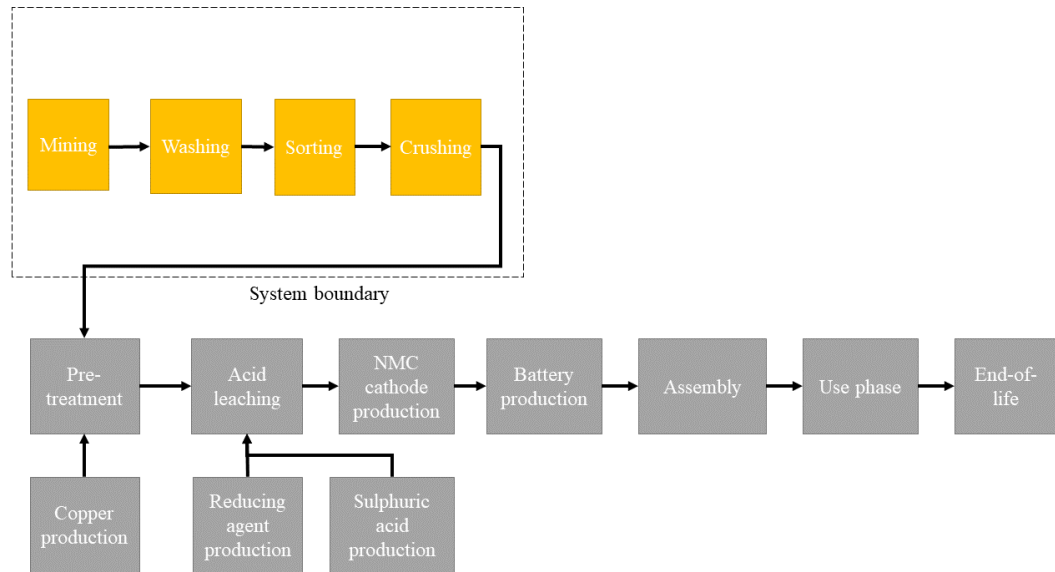 Mining
Washing
Sorting
Crushing
System boundary
Pre-
treatment
Acid
leaching
NMC
cathode
production
Battery
production
Assembly
Use phase
End-of-
life
Copper
production
Reducing
agent
production
Sulphuric
acid
production